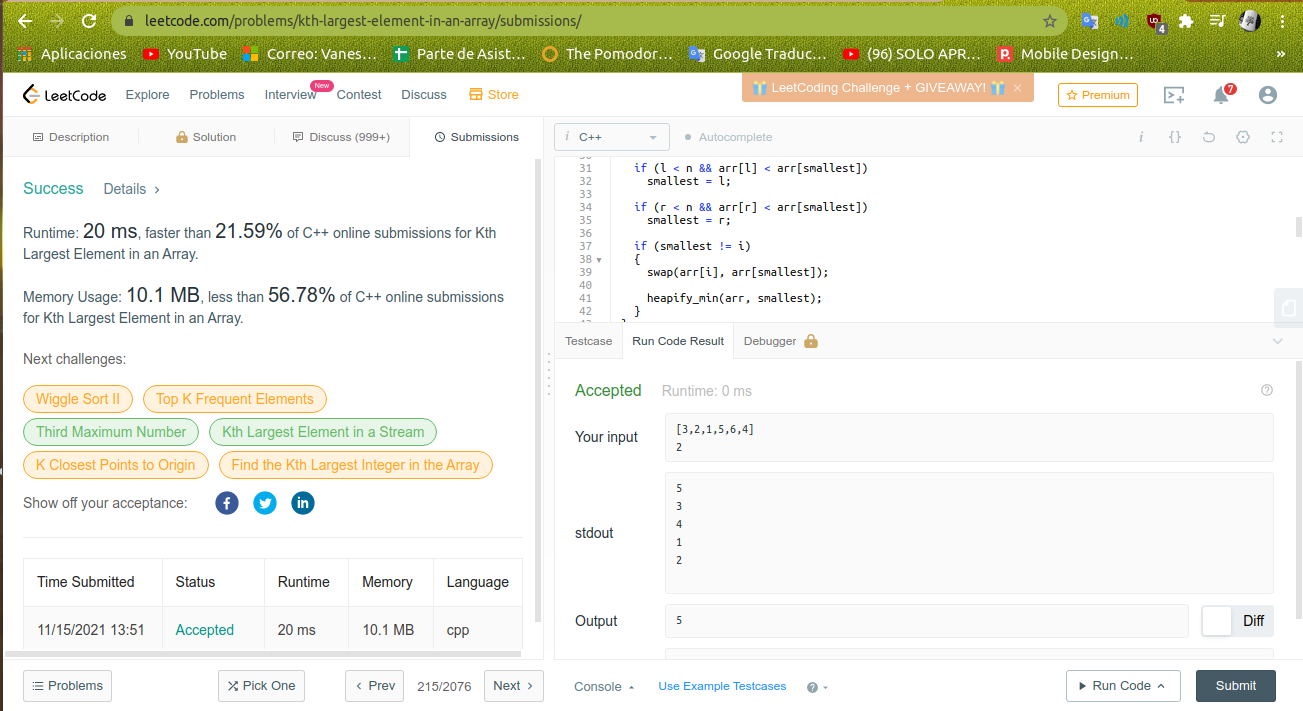 leetcode.com/problems/kth-largest-element-in-an-array/submissions/
4
Aplicaciones YouTube Correo: Vanes... Parte de Asist... The Pomodor... Google Traduc... (96) SOLO APR... Mobile Design... »
LeetCode Explore Problems Interview New Contest Discuss Store
LeetCoding Challenge + GIVEAWAY! ×
Premium 7
Description Solution Discuss (999+) Submissions
i C++ Autocomplete i {}
Success Details >
Runtime: 20 ms, faster than 21.59% of C++ online submissions for Kth
Largest Element in an Array.
Memory Usage: 10.1 MB, less than 56.78% of C++ online submissions
for Kth Largest Element in an Array.
Next challenges:
Wiggle Sort II Top K Frequent Elements
Third Maximum Number Kth Largest Element in a Stream
K Closest Points to Origin Find the Kth Largest Integer in the Array
Show off your acceptance:
Time Submitted Status Runtime Memory Language
11/15/2021 13:51 Accepted 20 ms 10.1 MB cpp
31 if (l < n && arr[l] < arr[smallest])
32 smallest = l;
33
34 if (r < n && arr[r] < arr[smallest])
35 smallest = r;
36
37 if (smallest != i)
38 {
39 swap(arr[i], arr[smallest]);
40
41 heapify_min(arr, smallest);
42 }
Testcase Run Code Result Debugger
Accepted Runtime: 0 ms
Your input
[3,2,1,5,6,4]
2
stdout
5
3
4
1
2
Output 5 Diff
Problems Pick One < Prev 215/2076 Next >
Console Use Example Testcases ? Run Code Submit